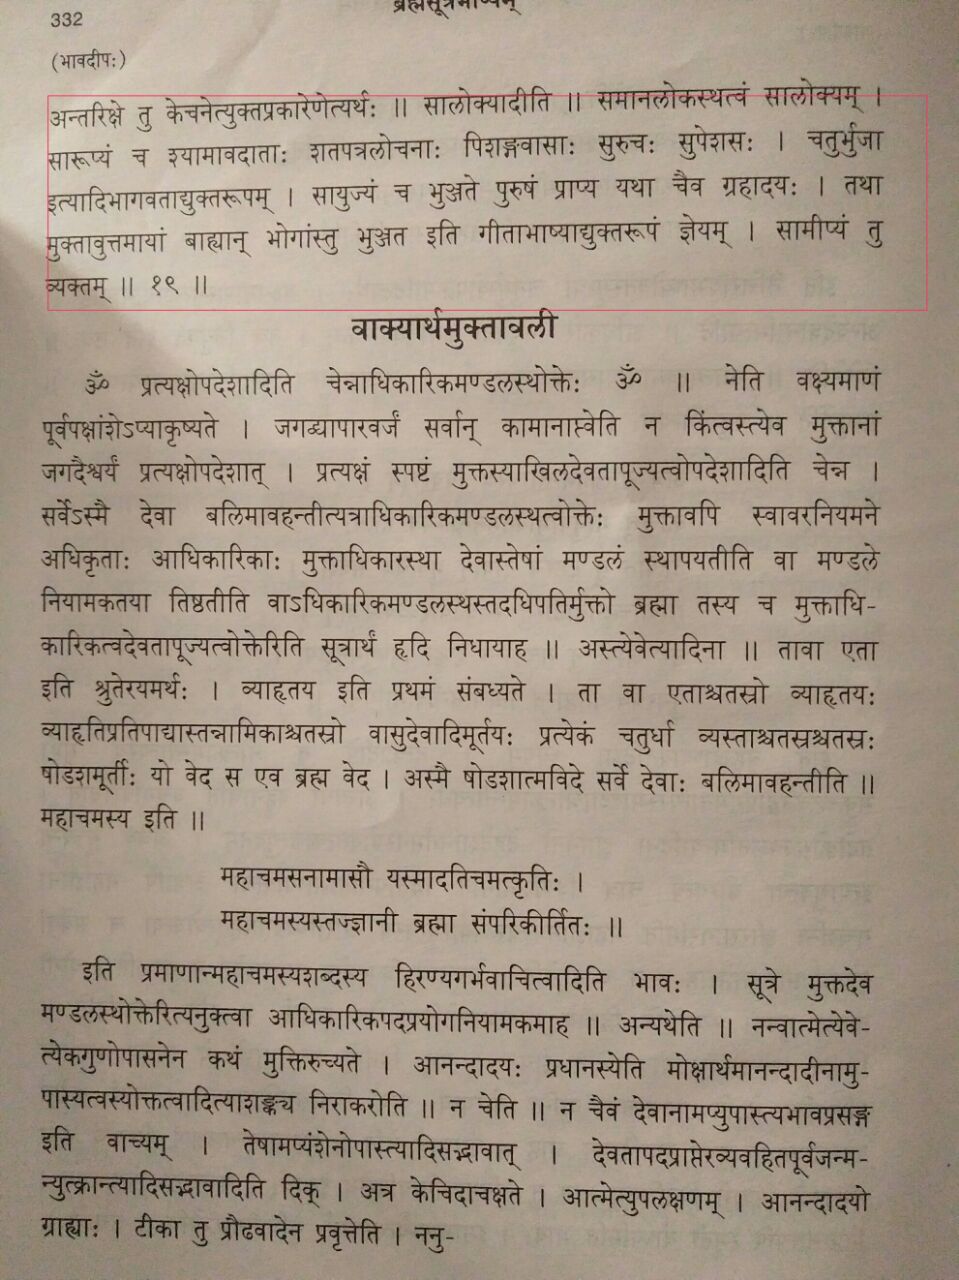 332
ब्रह्मसूत्रभाष्यम्
(भावदीपः)
अन्तरिक्षे तु केचनेत्युक्तप्रकारेणेत्यर्थः ॥ सालोक्यादीति ॥ समानलोकस्थत्वं सालोक्यम् ।
सारूप्यं च श्यामावदाताः शतपत्रलोचनाः पिशङ्गवासाः सुरुचः सुपेशसः । चतुर्भुजा
इत्यादिभागवताद्युक्तरूपम् । सायुज्यं च भुञ्जते पुरुषं प्राप्य यथा चैव ग्रहादयः । तथा
मुक्तावुत्तमायां बाह्यान् भोगांस्तु भुञ्जत इति गीताभाष्याद्युक्तरूपं ज्ञेयम् । सामीप्यं तु
व्यक्तम् ॥ १९ ॥
वाक्यार्थमुक्तावली
ॐ प्रत्यक्षोपदेशादिति चेन्नाधिकारिकमण्डलस्थोक्तेः ॐ ॥ नेति वक्ष्यमाणं
पूर्वपक्षांशेऽप्याकृष्यते । जगद्व्यापारवर्जं सर्वान् कामानाप्त्वेति न किंत्वस्त्येव मुक्तानां
जगदैश्वर्यं प्रत्यक्षोपदेशात् । प्रत्यक्षं स्पष्टं मुक्तस्याखिलदेवतापूज्यत्वोपदेशादिति चेन्न ।
सर्वेऽस्मै देवा बलिमावहन्तीत्यत्राधिकारिकमण्डलस्थत्वोक्तेः मुक्तावपि स्वावरनियमने
अधिकृताः आधिकारिकाः मुक्ताधिकारस्था देवास्तेषां मण्डलं स्थापयतीति वा मण्डले
नियामकतया तिष्ठतीति वाऽधिकारिकमण्डलस्थस्तदधिपतिर्मुक्तो ब्रह्मा तस्य च मुक्ताधि-
कारिकत्वदेवतापूज्यत्वोक्तेरिति सूत्रार्थं हृदि निधायाह ॥ अस्त्येवेत्यादिना ॥ तावा एता
इति श्रुतेरयमर्थः । व्याहृतय इति प्रथमं संबध्यते । ता वा एताश्चतस्रो व्याहृतयः
व्याहृतिप्रतिपाद्यास्तन्नामिकाश्चतस्रो वासुदेवादिमूर्तयः प्रत्येकं चतुर्धा व्यस्ताश्चतस्रश्चतस्रः
षोडशमूर्तीः यो वेद स एव ब्रह्म वेद । अस्मै षोडशात्मविदे सर्वे देवाः बलिमावहन्तीति ॥
महाचमस्य इति ॥
महाचमसनामासौ यस्मादतिचमत्कृतिः ।
महाचमस्यस्तज्ज्ञानी ब्रह्मा संपरिकीर्तितः ॥
इति प्रमाणान्महाचमस्यशब्दस्य हिरण्यगर्भवाचित्वादिति भावः । सूत्रे मुक्तदेव
मण्डलस्थोक्तेरित्यनुक्त्वा आधिकारिकपदप्रयोगनियामकमाह ॥ अन्यथेति ॥ नन्वात्मेत्येवे-
त्येकगुणोपासनेन कथं मुक्तिरुच्यते । आनन्दादयः प्रधानस्येति मोक्षार्थमानन्दादीनामु-
पास्यत्वस्योक्तत्वादित्याशङ्क्य निराकरोति ॥ न चेति ॥ न चैवं देवानामप्युपास्त्यभावप्रसङ्ग
इति वाच्यम् । तेषामप्यंशेनोपास्त्यादिसद्भावात् । देवतापदप्राप्तेरव्यवहितपूर्वजन्म-
न्युत्क्रान्त्यादिसद्भावादिति दिक् । अत्र केचिदाचक्षते । आत्मेत्युपलक्षणम् । आनन्दादयो
ग्राह्याः । टीका तु प्रौढवादेन प्रवृत्तेति । ननु-